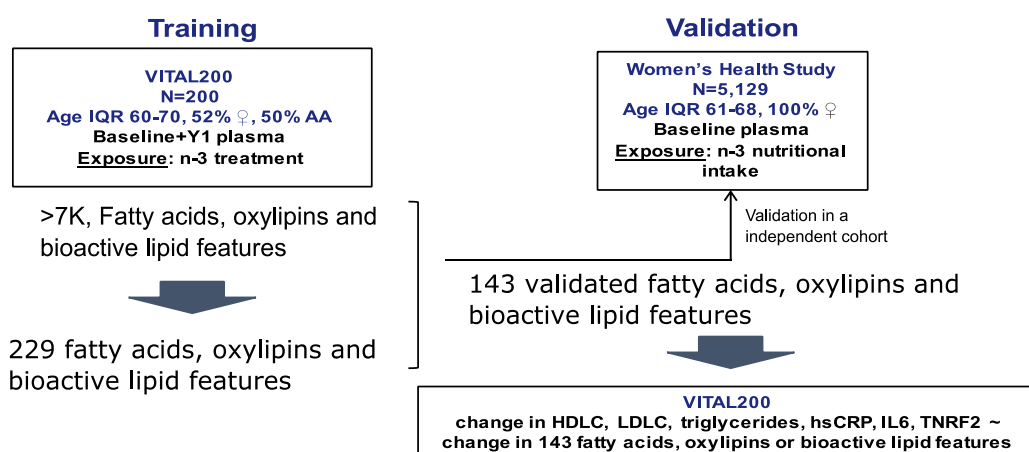 Training
VITAL200
N=200
Age IQR 60-70, 52% ♀, 50% AA
Baseline+Y1 plasma
Exposure: n-3 treatment
>7K, Fatty acids, oxylipins and
bioactive lipid features
229 fatty acids, oxylipins and
bioactive lipid features
Validation
Women's Health Study
N=5,129
Age IQR 61-68, 100% ♀
Baseline plasma
Exposure: n-3 nutritional
intake
Validation in a
independent cohort
143 validated fatty acids, oxylipins and
bioactive lipid features
VITAL200
change in HDLC, LDLC, triglycerides, hsCRP, IL6, TNRF2 ~
change in 143 fatty acids, oxylipins or bioactive lipid features